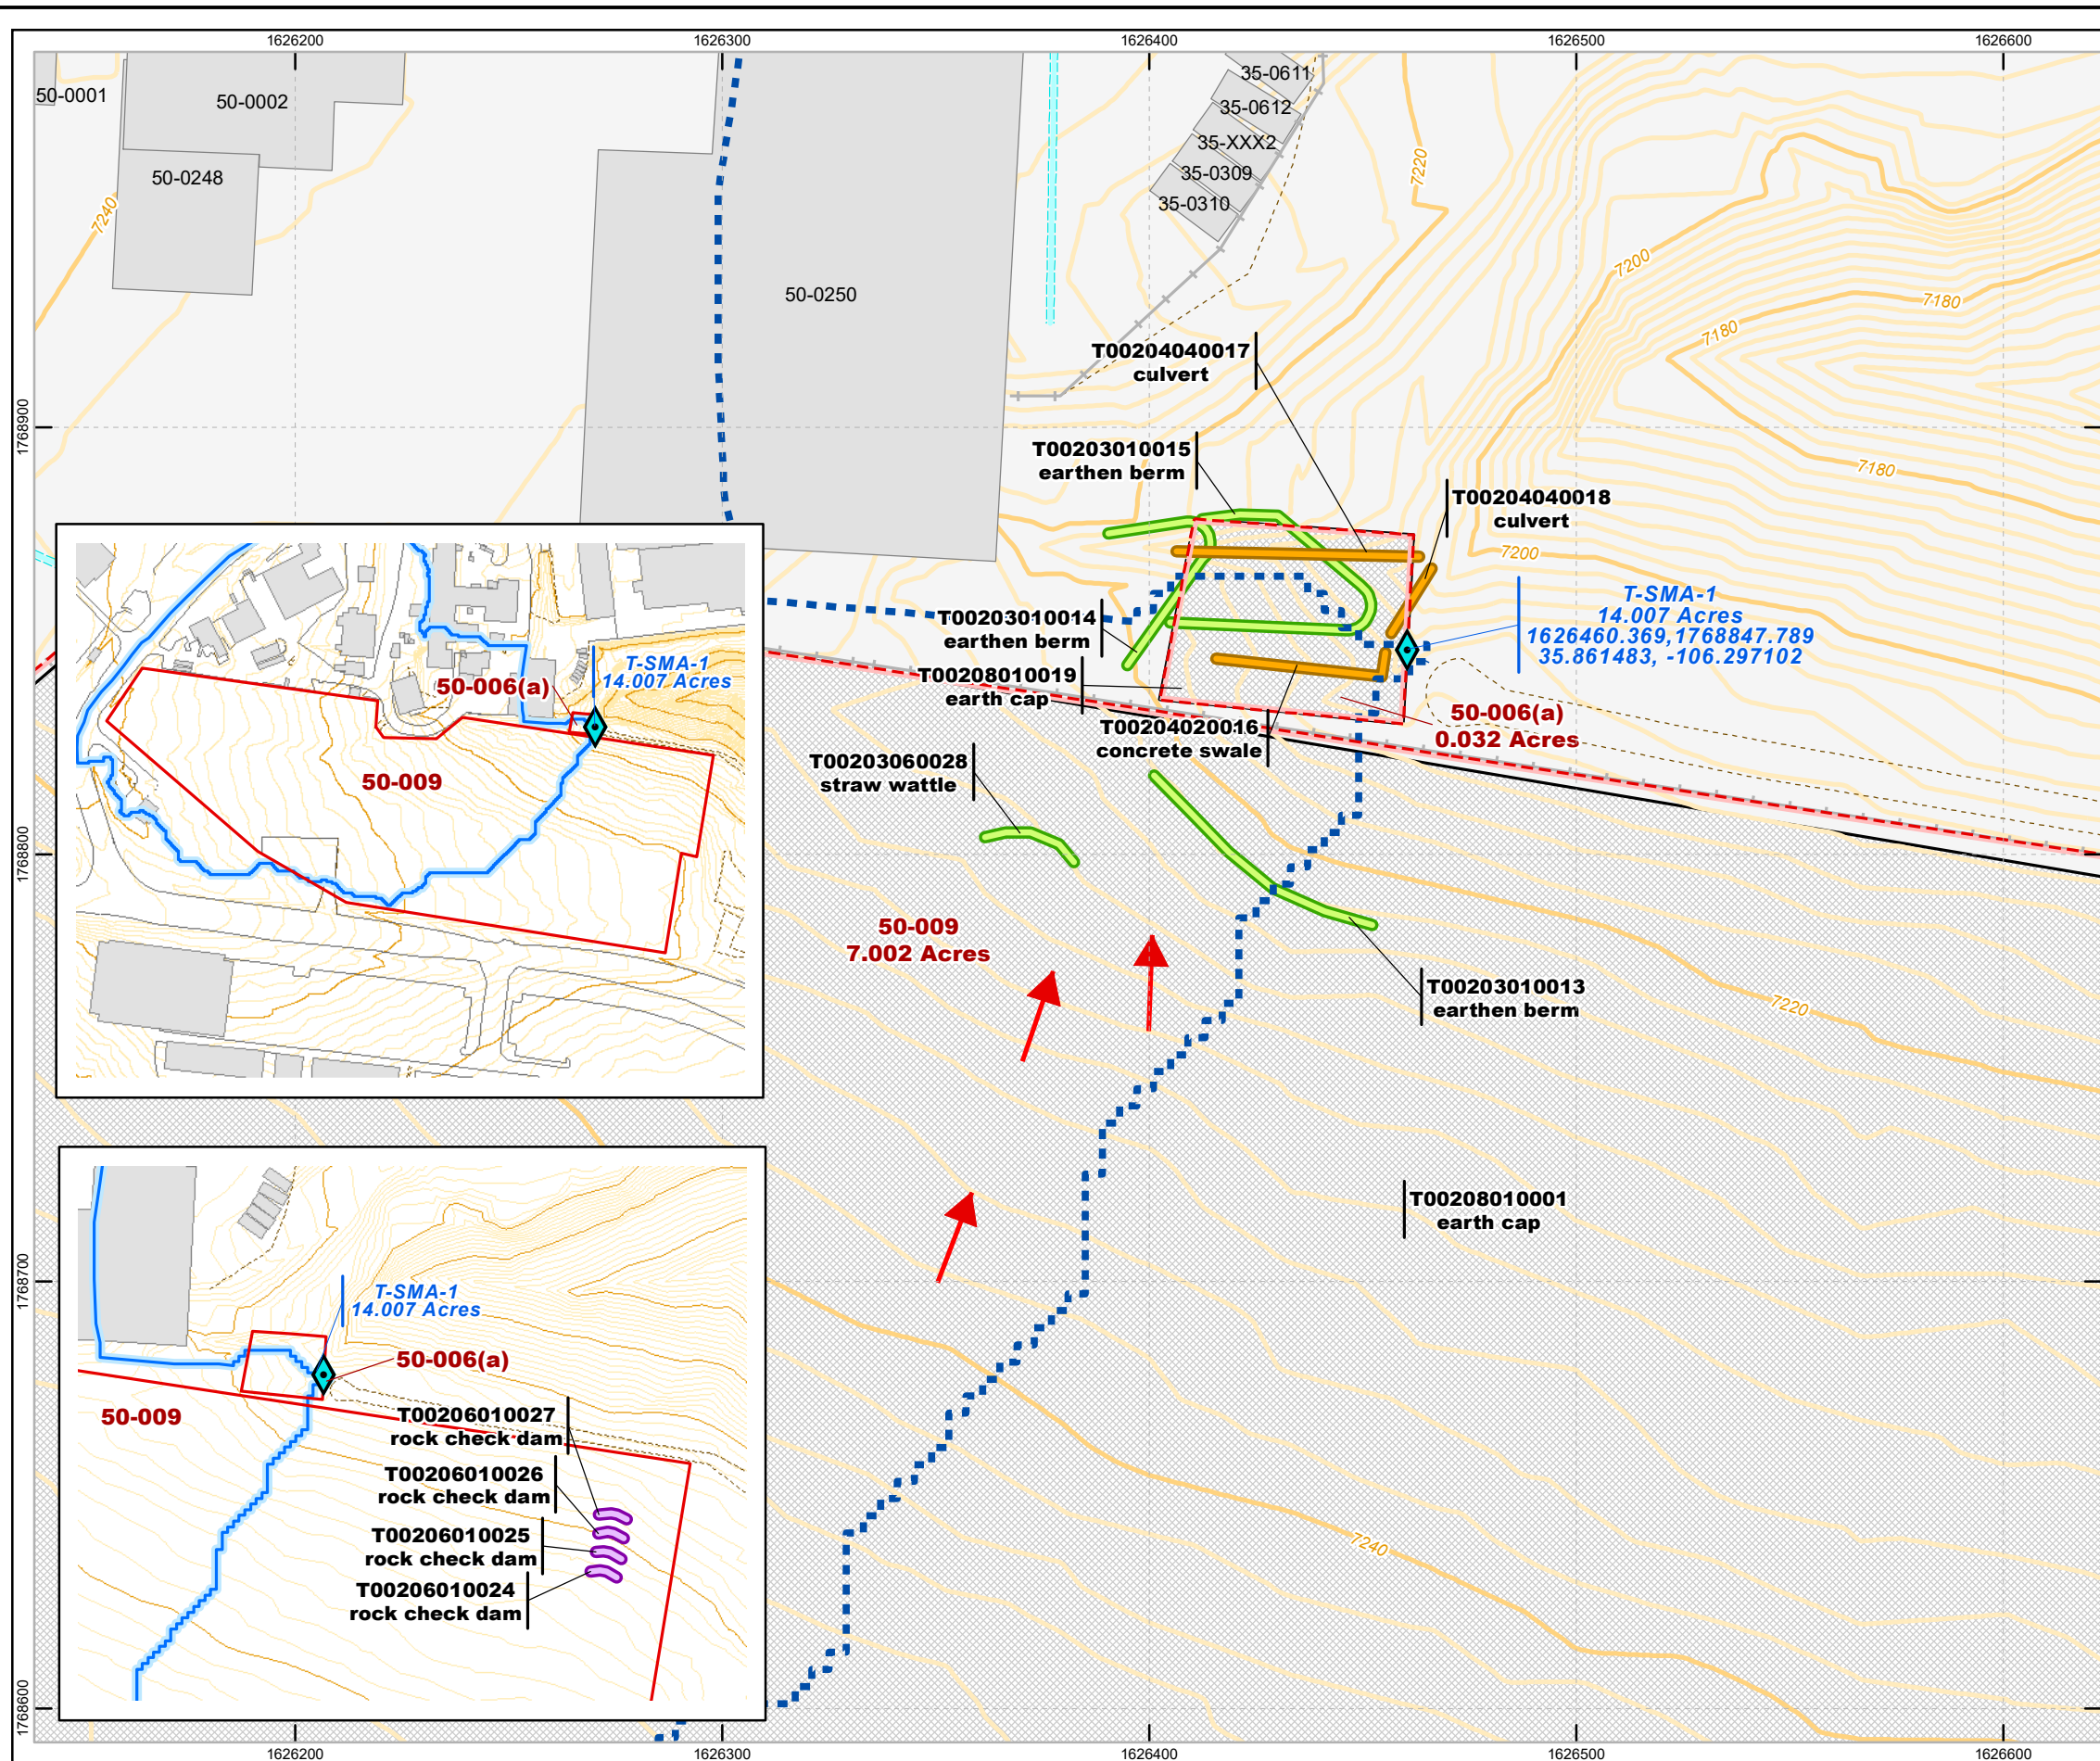 1626200
1626300
1626400
1626500
1626600
50-0001
50-0002
50-0248
7240
50-0250
35-0611
35-0612
35-XXX2
35-0309
35-0310
7220
7200
7180
7180
7180
7200
1768900
1768800
1768700
1768600
T00204040017
culvert
T00203010015
earthen berm
T00204040018
culvert
T-SMA-1
14.007 Acres
1626460.369,1768847.789
35.861483, -106.297102
T00203010014
earthen berm
T00208010019
earth cap
T00204020016
concrete swale
50-006(a)
0.032 Acres
T00203060028
straw wattle
50-009
7.002 Acres
T00203010013
earthen berm
7220
T00208010001
earth cap
7240
T-SMA-1
14.007 Acres
50-006(a)
50-009
T-SMA-1
14.007 Acres
50-006(a)
50-009
T00206010027
rock check dam
T00206010026
rock check dam
T00206010025
rock check dam
T00206010024
rock check dam
1626200
1626300
1626400
1626500
1626600